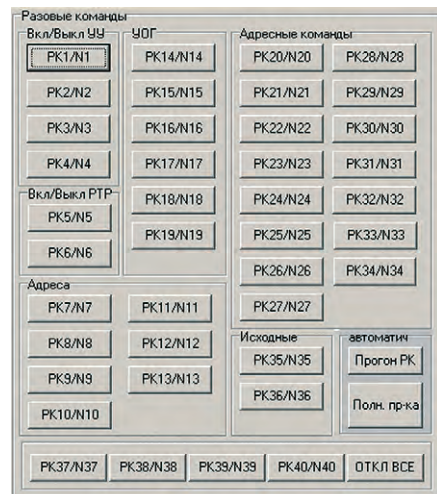 Разовые команды
Вкл/Выкл УУ
РК1/N1
РК2/N2
РК3/N3
РК4/N4
Вкл/Выкл РТР
РК5/N5
РК6/N6
УОГ
РК14/N14
РК15/N15
РК16/N16
РК17/N17
РК18/N18
РК19/N19
Адресные команды
РК20/N20 РК28/N28
РК21/N21 РК29/N29
РК22/N22 РК30/N30
РК23/N23 РК31/N31
РК24/N24 РК32/N32
РК25/N25 РК33/N33
РК26/N26 РК34/N34
РК27/N27
Адреса
РК7/N7 РК11/N11
РК8/N8 РК12/N12
РК9/N9 РК13/N13
РК10/N10
Исходные
РК35/N35
РК36/N36
автоматич
Прогон РК
Полн. пр-ка
РК37/N37 РК38/N38 РК39/N39 РК40/N40 ОТКЛ ВСЕ